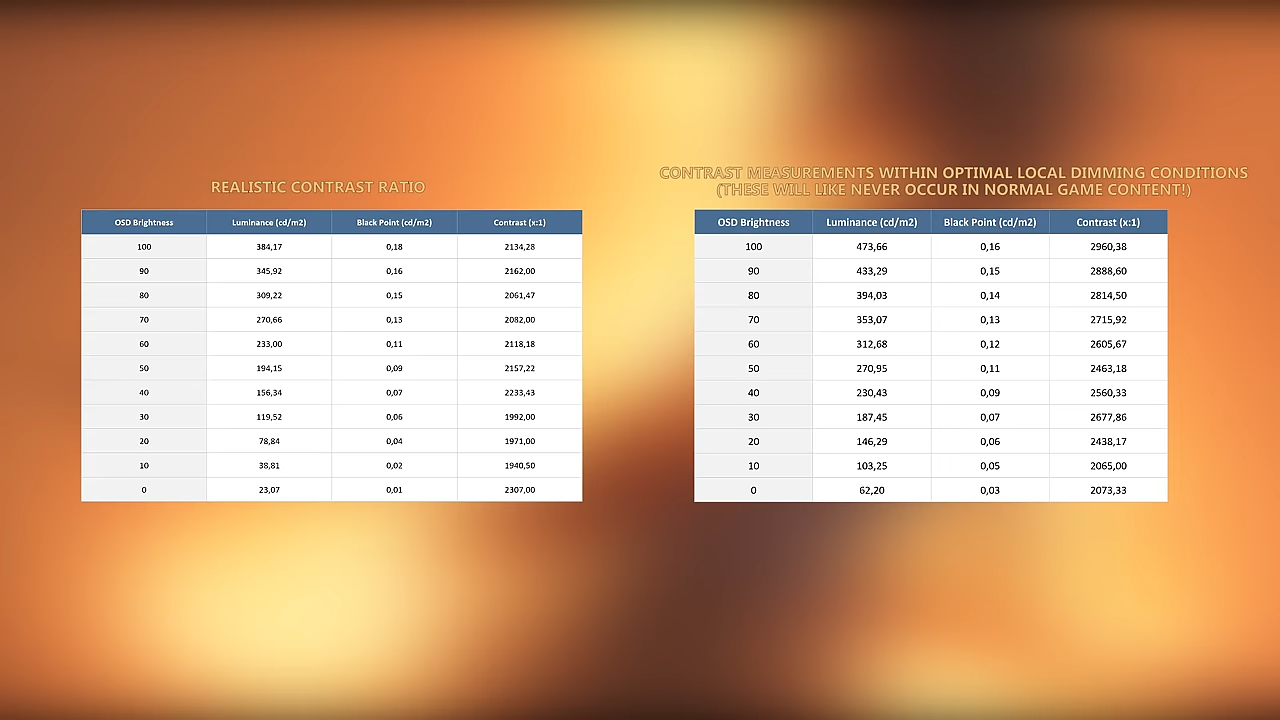 REALISTIC CONTRAST RATIO
OSD Brightness Luminance (cd/m2) Black Point (cd/m2) Contrast (x:1)
100 384,17 0,18 2134,28
90 345,92 0,16 2162,00
80 309,22 0,15 2061,47
70 270,66 0,13 2082,00
60 233,00 0,11 2118,18
50 194,15 0,09 2157,22
40 156,34 0,07 2233,43
30 119,52 0,06 1992,00
20 78,84 0,04 1971,00
10 38,81 0,02 1940,50
0 23,07 0,01 2307,00
CONTRAST MEASUREMENTS WITHIN OPTIMAL LOCAL DIMMING CONDITIONS
(THESE WILL LIKE NEVER OCCUR IN NORMAL GAME CONTENT!)
OSD Brightness Luminance (cd/m2) Black Point (cd/m2) Contrast (x:1)
100 473,66 0,16 2960,38
90 433,29 0,15 2888,60
80 394,03 0,14 2814,50
70 353,07 0,13 2715,92
60 312,68 0,12 2605,67
50 270,95 0,11 2463,18
40 230,43 0,09 2560,33
30 187,45 0,07 2677,86
20 146,29 0,06 2438,17
10 103,25 0,05 2065,00
0 62,20 0,03 2073,33